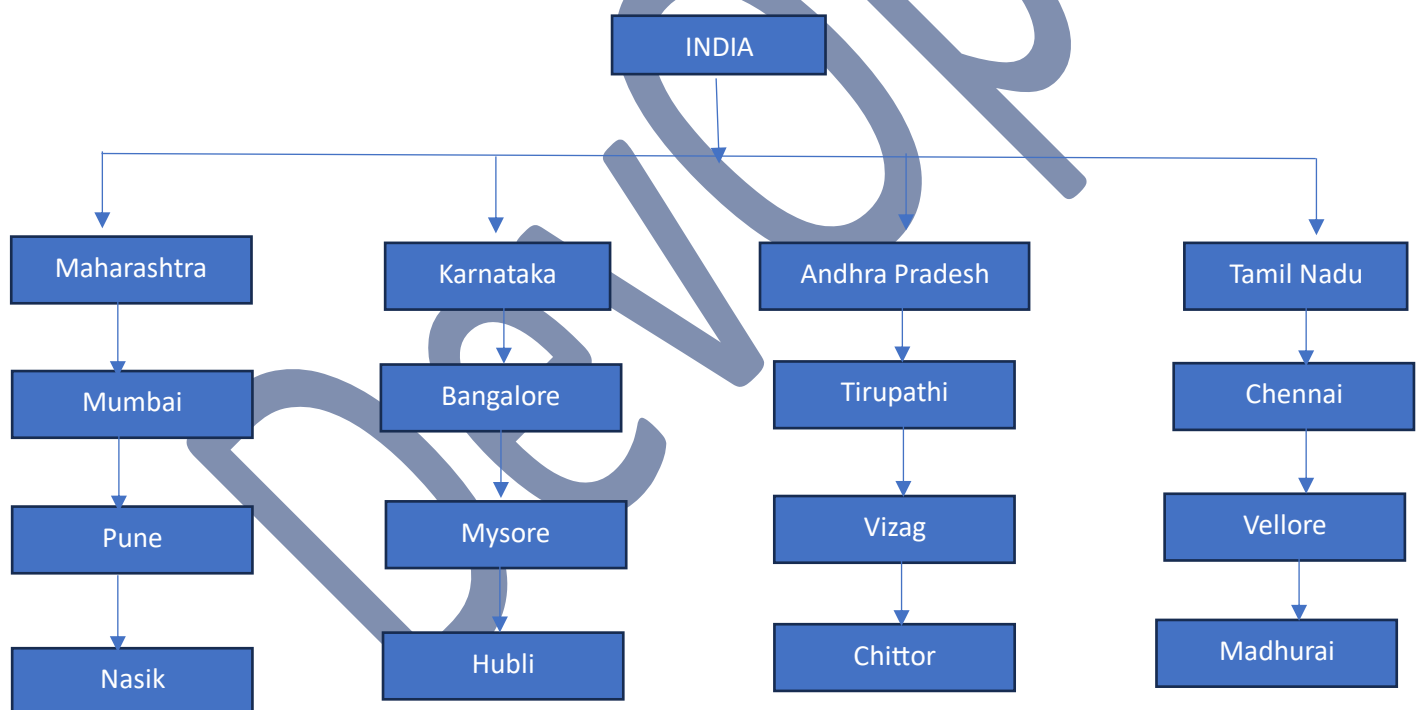 INDIA
Maharashtra
Karnataka
Andhra Pradesh
Tamil Nadu
Mumbai
Bangalore
Tirupathi
Chennai
Pune
Mysore
Vizag
Vellore
Nasik
Hubli
Chittor
Madhurai